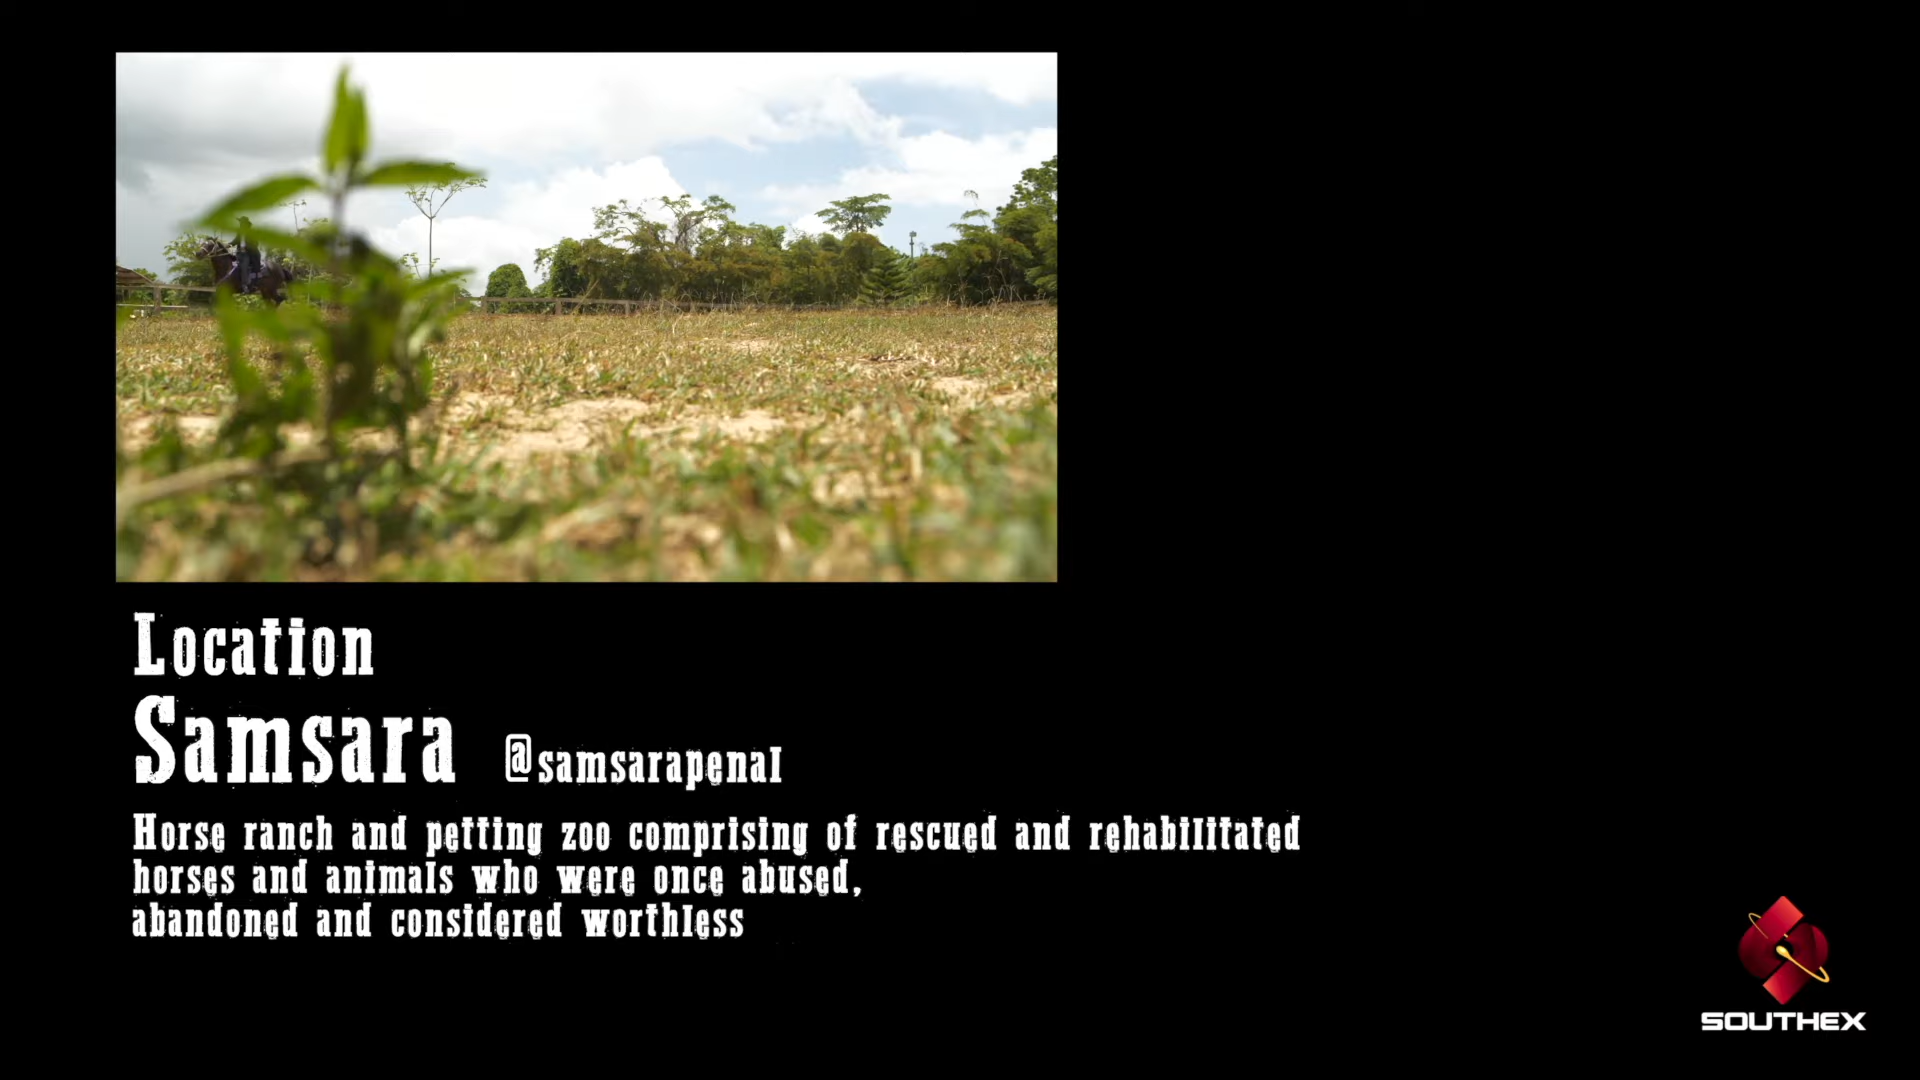 Location
Samsara @samsarapenal
Horse ranch and petting zoo comprising of rescued and rehabilitated
horses and animals who were once abused,
abandoned and considered worthless
SOUTHEX